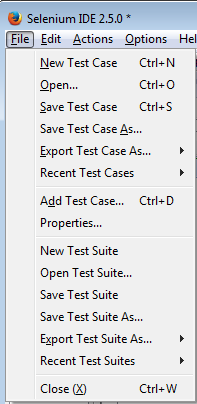 Selenium IDE 2.5.0 *
File Edit Actions Options Hel
New Test Case Ctrl+N
Open... Ctrl+O
Save Test Case Ctrl+S
Save Test Case As...
Export Test Case As...
Recent Test Cases
Add Test Case... Ctrl+D
Properties...
New Test Suite
Open Test Suite...
Save Test Suite
Save Test Suite As...
Export Test Suite As...
Recent Test Suites
Close (X) Ctrl+W